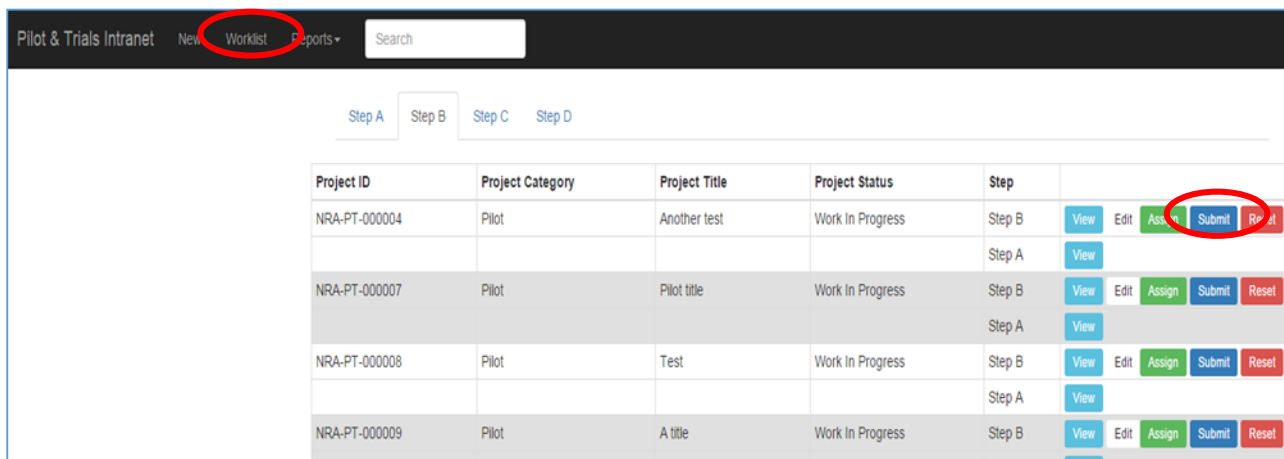 Pilot & Trials Intranet New Worklist Reports Search
Step A Step B Step C Step D
Project ID Project Category Project Title Project Status Step
NRA-PT-000004 Pilot Another test Work In Progress Step B View Edit Assign Submit Reset
Step A View
NRA-PT-000007 Pilot Pilot title Work In Progress Step B View Edit Assign Submit Reset
Step A View
NRA-PT-000008 Pilot Test Work In Progress Step B View Edit Assign Submit Reset
Step A View
NRA-PT-000009 Pilot A title Work In Progress Step B View Edit Assign Submit Reset